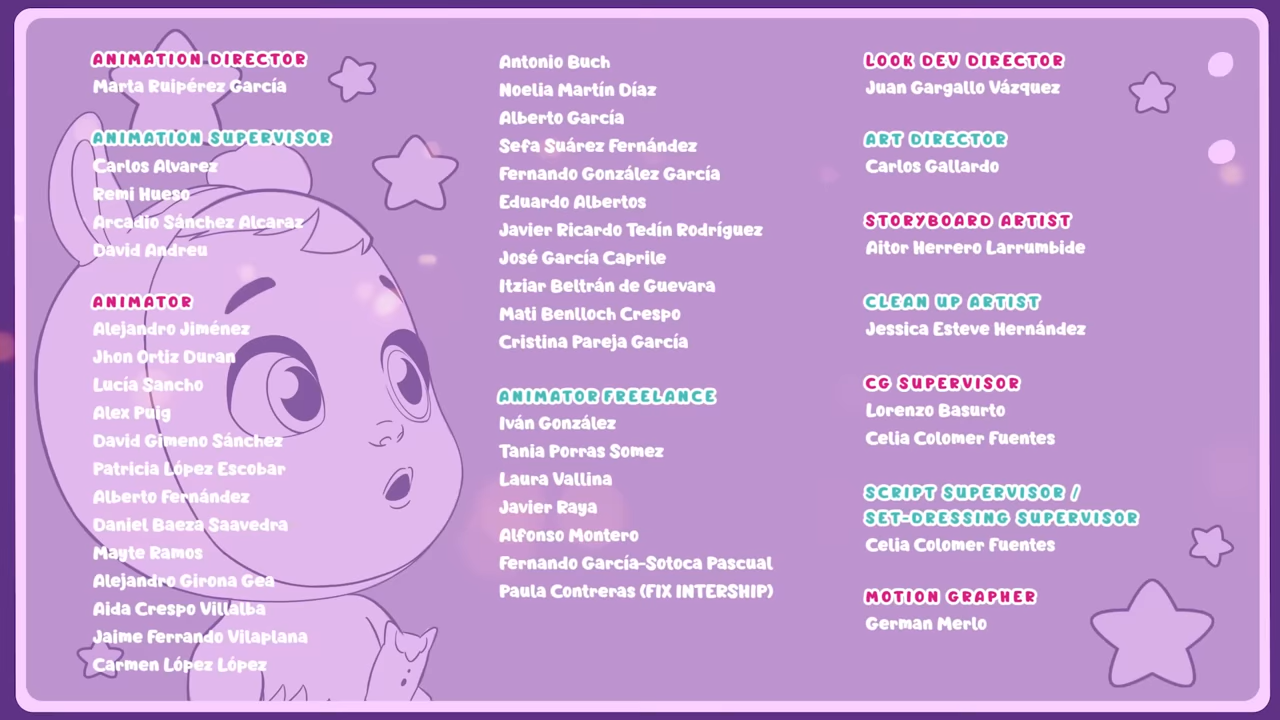 ANIMATION DIRECTOR
Marta Ruipérez García
ANIMATION SUPERVISOR
Carlos Alvarez
Remi Hueso
Arcadio Sánchez Alcaraz
David Andreu
ANIMATOR
Alejandro Jiménez
Jhon Ortiz Duran
Lucía Sancho
Alex Puig
David Gimeno Sánchez
Patricia López Escobar
Alberto Fernández
Daniel Baeza Saavedra
Mayte Ramos
Alejandro Girona Gea
Aida Crespo Villalba
Jaime Ferrando Vilaplana
Carmen López López
Antonio Buch
Noelia Martín Díaz
Alberto García
Sefa Suárez Fernández
Fernando González García
Eduardo Albertos
Javier Ricardo Tedín Rodríguez
José García Caprile
Itziar Beltrán de Guevara
Mati Benlloch Crespo
Cristina Pareja García
ANIMATOR FREELANCE
Iván González
Tania Porras Somez
Laura Vallina
Javier Raya
Alfonso Montero
Fernando García-Sotoca Pascual
Paula Contreras (FIX INTERSHIP)
LOOK DEV DIRECTOR
Juan Gargallo Vázquez
ART DIRECTOR
Carlos Gallardo
STORYBOARD ARTIST
Aitor Herrero Larrumbide
CLEAN UP ARTIST
Jessica Esteve Hernández
CG SUPERVISOR
Lorenzo Basurto
Celia Colomer Fuentes
SCRIPT SUPERVISOR /
SET-DRESSING SUPERVISOR
Celia Colomer Fuentes
MOTION GRAPHER
German Merlo